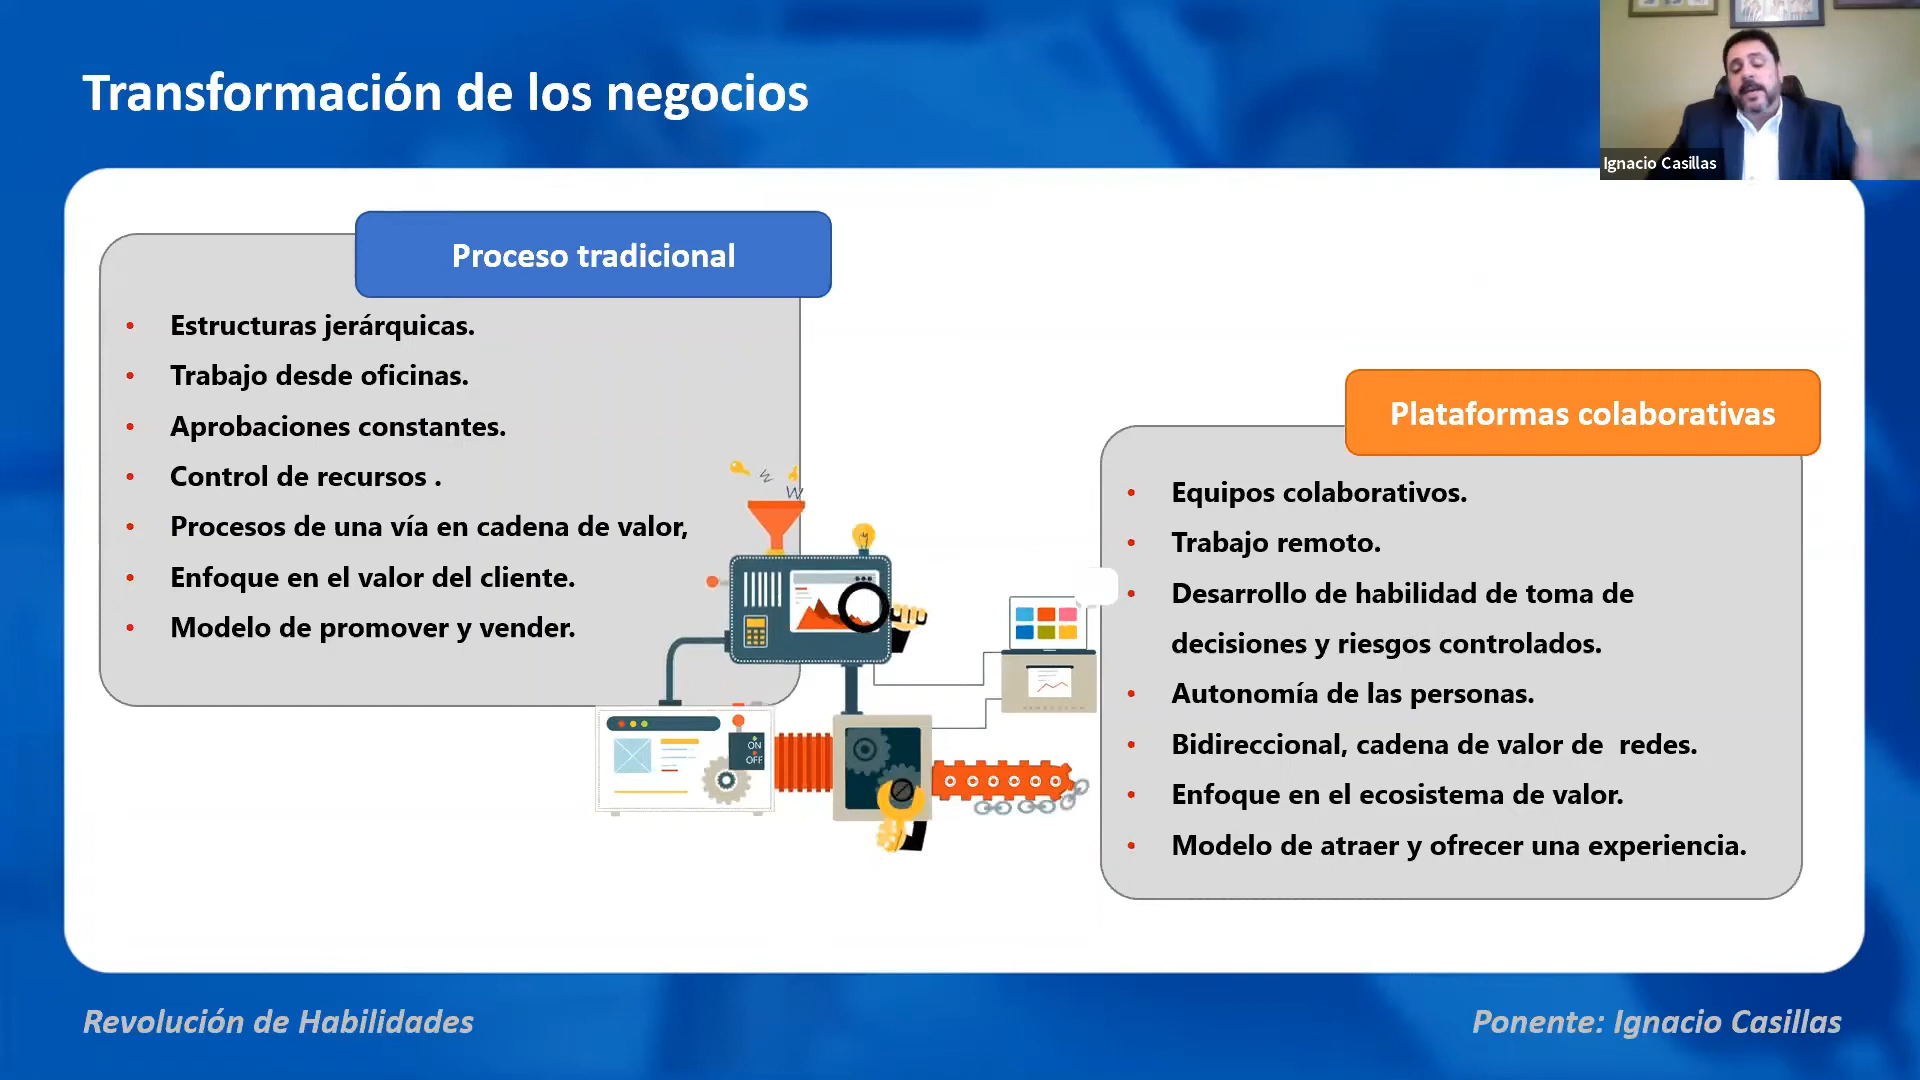 Transformación de los negocios
Ignacio Casillas
Proceso tradicional
• Estructuras jerárquicas.
• Trabajo desde oficinas.
• Aprobaciones constantes.
• Control de recursos .
• Procesos de una vía en cadena de valor,
• Enfoque en el valor del cliente.
• Modelo de promover y vender.
W
ON
OFF
Plataformas colaborativas
• Equipos colaborativos.
• Trabajo remoto.
• Desarrollo de habilidad de toma de
decisiones y riesgos controlados.
• Autonomía de las personas.
• Bidireccional, cadena de valor de  redes.
• Enfoque en el ecosistema de valor.
• Modelo de atraer y ofrecer una experiencia.
Revolución de Habilidades
Ponente: Ignacio Casillas